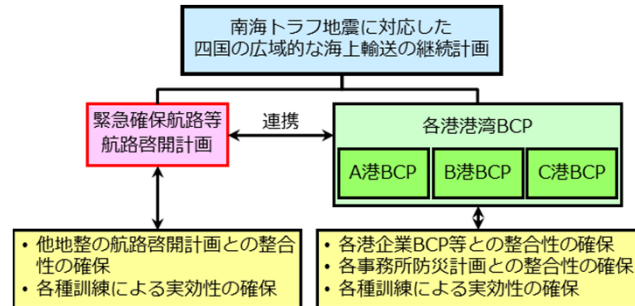 南海トラフ地震に対応した
四国の広域的な海上輸送の継続計画
緊急確保航路等
航路啓開計画
連携
各港港湾BCP
A港BCP
B港BCP
C港BCP
・他地整の航路啓開計画との整合
性の確保
・各種訓練による実効性の確保
・各港企業BCP等との整合性の確保
・各事務所防災計画との整合性の確保
・各種訓練による実効性の確保